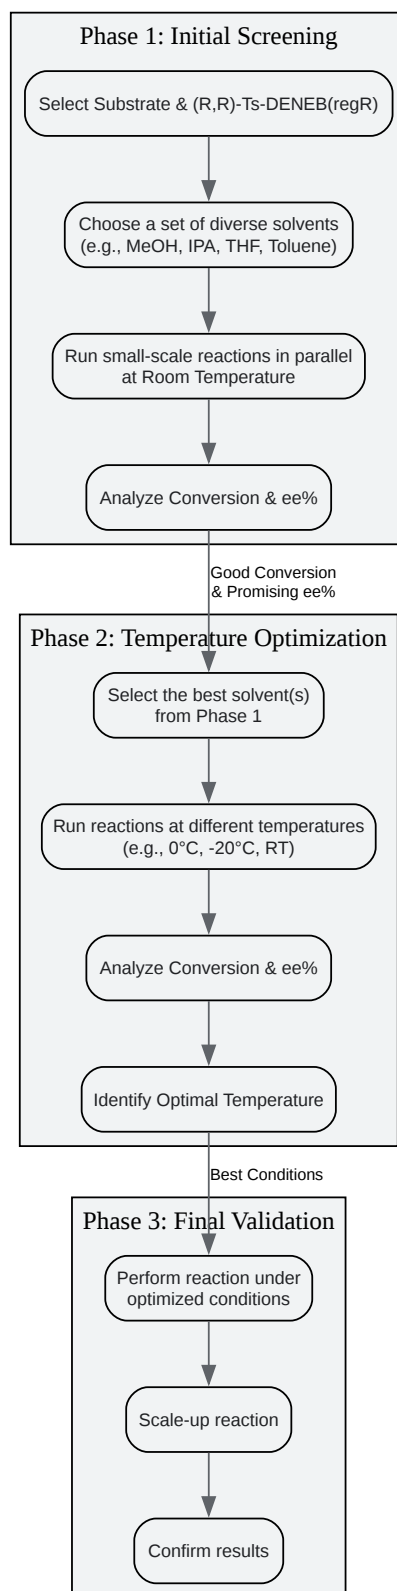 Phase 1: Initial Screening
Select Substrate & (R,R)-Ts-DENEB(regR)
Choose a set of diverse solvents
(e.g., MeOH, IPA, THF, Toluene)
Run small-scale reactions in parallel
at Room Temperature
Analyze Conversion & ee%
Good Conversion
& Promising ee%
Phase 2: Temperature Optimization
Select the best solvent(s)
from Phase 1
Run reactions at different temperatures
(e.g., 0°C, -20°C, RT)
Analyze Conversion & ee%
Identify Optimal Temperature
Best Conditions
Phase 3: Final Validation
Perform reaction under
optimized conditions
Scale-up reaction
Confirm results